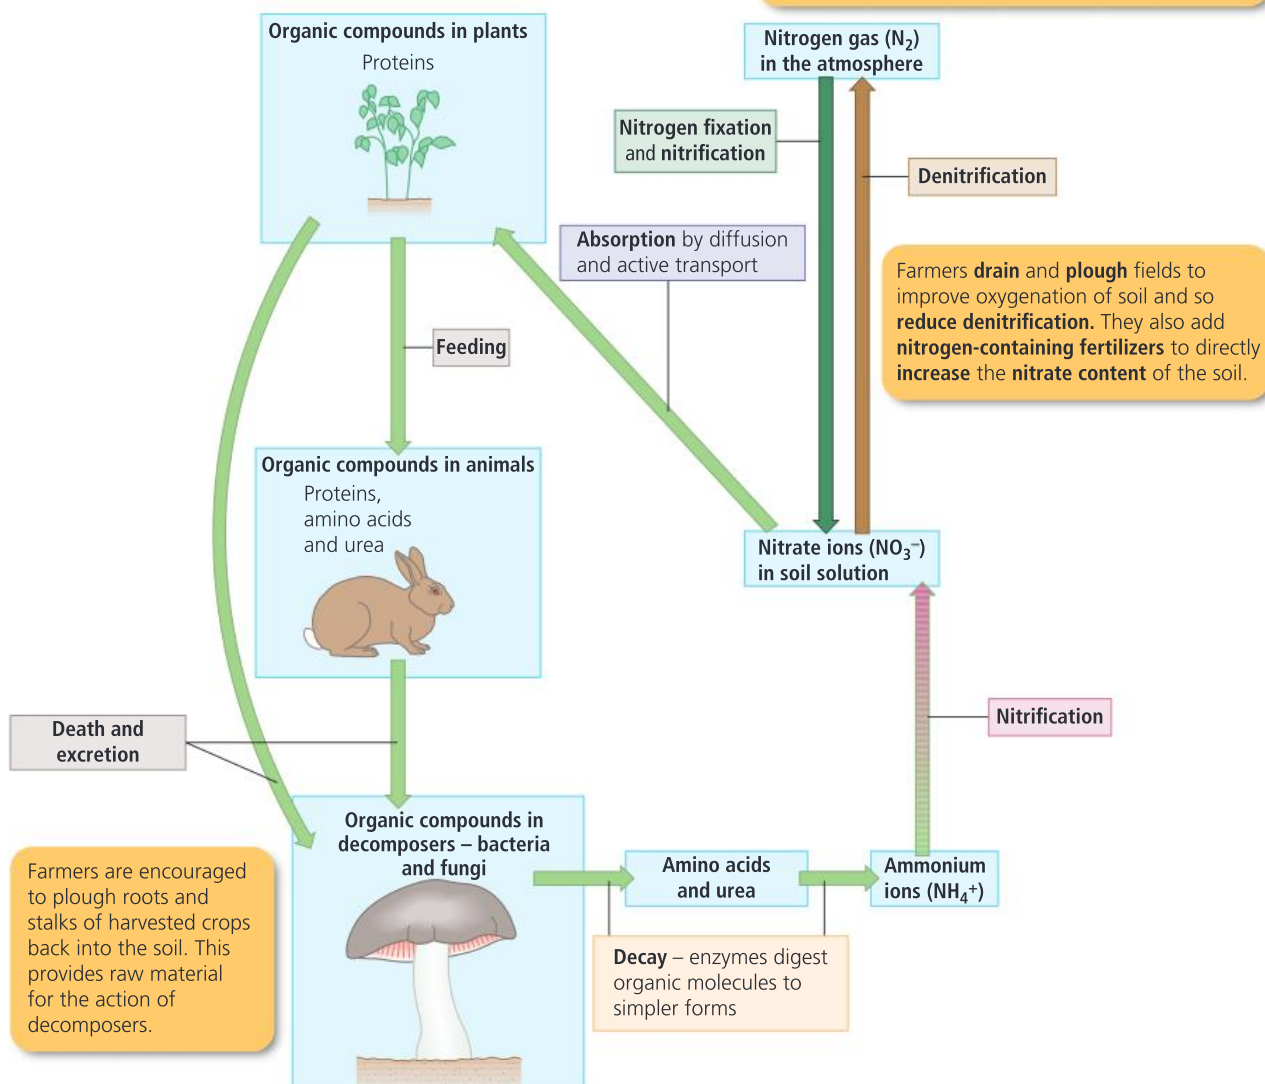 Organic compounds in plants
Proteins
Nitrogen gas (N₂)
in the atmosphere
Nitrogen fixation
and nitrification
Denitrification
Absorption by diffusion
and active transport
Farmers drain and plough fields to
improve oxygenation of soil and so
reduce denitrification. They also add
nitrogen-containing fertilizers to directly
increase the nitrate content of the soil.
Feeding
Organic compounds in animals
Proteins,
amino acids
and urea
Nitrate ions (NO₃⁻)
in soil solution
Nitrification
Death and
excretion
Organic compounds in
decomposers – bacteria
and fungi
Amino acids
and urea
Ammonium
ions (NH₄⁺)
Farmers are encouraged
to plough roots and
stalks of harvested crops
back into the soil. This
provides raw material
for the action of
decomposers.
Decay – enzymes digest
organic molecules to
simpler forms